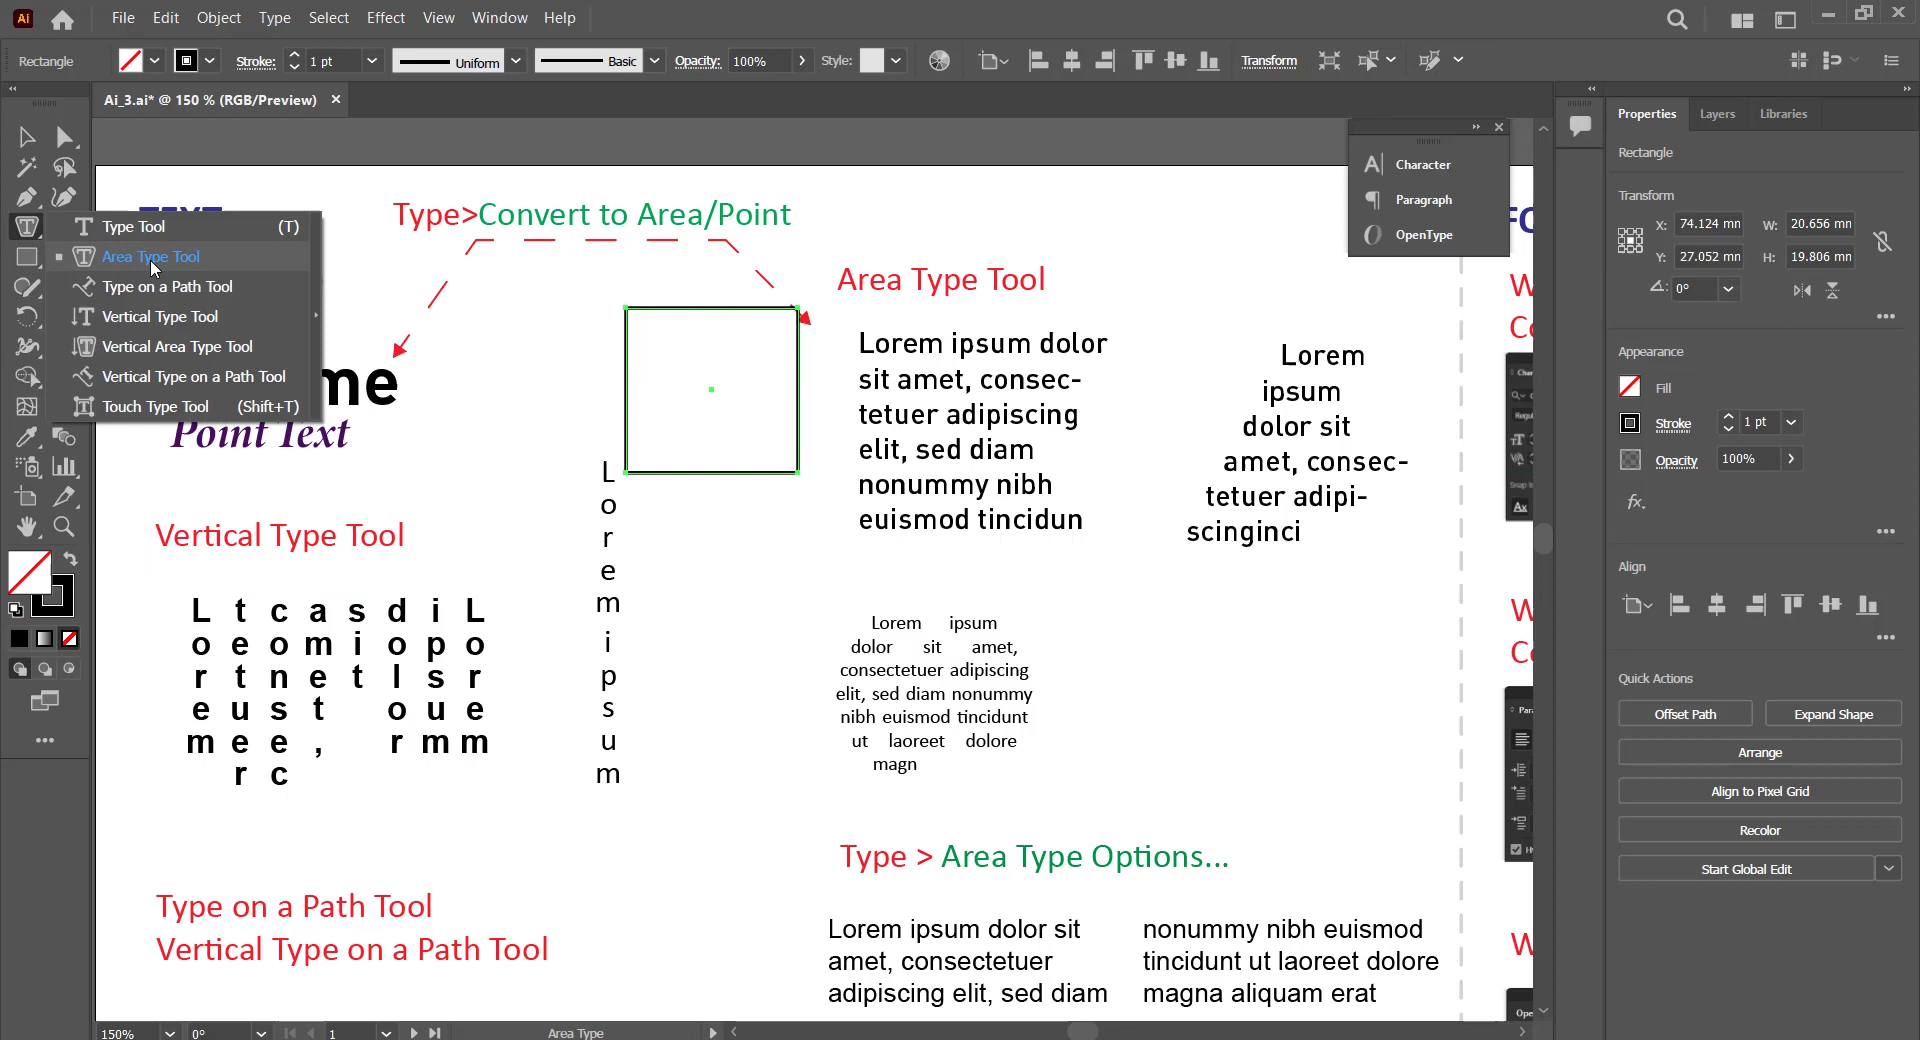 Ai
File Edit Object Type Select Effect View Window Help
Rectangle Stroke: 1 pt Uniform Basic Opacity: 100% Style: Transform
Ai_3.ai* @ 150 % (RGB/Preview)
Type Tool (T)
Area Type Tool
Type on a Path Tool
Vertical Type Tool
Vertical Area Type Tool
Vertical Type on a Path Tool
Touch Type Tool (Shift+T)
Type>Convert to Area/Point
Point Text
Area Type Tool
Lorem ipsum dolor
sit amet, consec-
tetuer adipiscing
elit, sed diam
nonummy nibh
euismod tincidun
Lorem
ipsum
dolor sit
amet, consec-
tetuer adipi-
scinginci
Vertical Type Tool
L t c a s d i L
o e o m i o p o
r t n e t l s r
e u s t o u e
m e e , r m m
r c
L
o
r
e
m
i
p
s
u
m
Lorem ipsum
dolor sit amet,
consectetuer adipiscing
elit, sed diam nonummy
nibh euismod tincidunt
ut laoreet dolore
magn
Type > Area Type Options...
Lorem ipsum dolor sit
amet, consectetuer
adipiscing elit, sed diam
nonummy nibh euismod
tincidunt ut laoreet dolore
magna aliquam erat
Type on a Path Tool
Vertical Type on a Path Tool
Character
Paragraph
OpenType
150% 0° 1 Area Type
Properties Layers Libraries
Rectangle
Transform
X: 74.124 mm W: 20.656 mm
Y: 27.052 mm H: 19.806 mm
0°
Appearance
Fill
Stroke 1 pt
Opacity 100%
fx.
Align
Quick Actions
Offset Path Expand Shape
Arrange
Align to Pixel Grid
Recolor
Start Global Edit